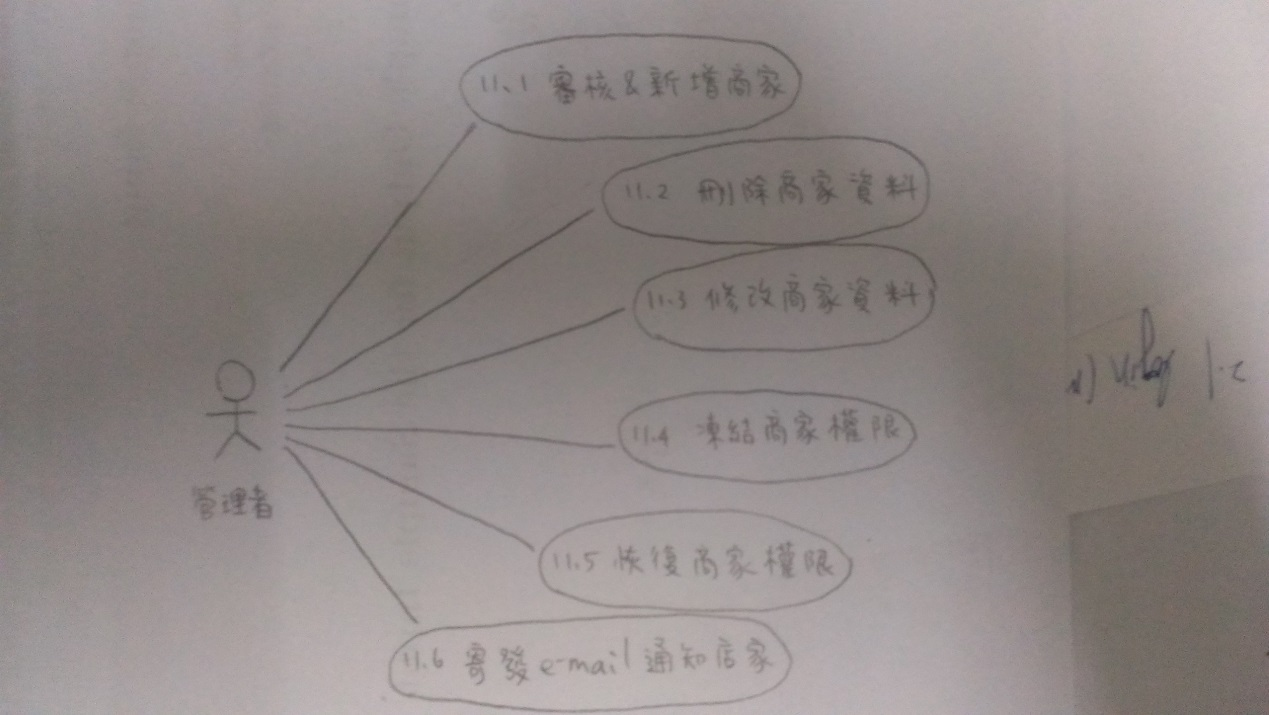 11.1 審核&新增商家
11.2 刪除商家資料
11.3 修改商家資料
11.4 凍結商家權限
11.5 恢復商家權限
11.6 寄發e-mail通知店家
管理者